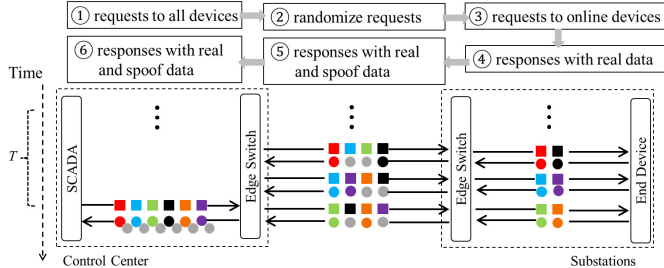 ① requests to all devices
② randomize requests
③ requests to online devices
⑥ responses with real
and spoof data
⑤ responses with real
and spoof data
④ responses with real data
Time
T
SCADA
Edge Switch
Edge Switch
End Device
Control Center
Substations